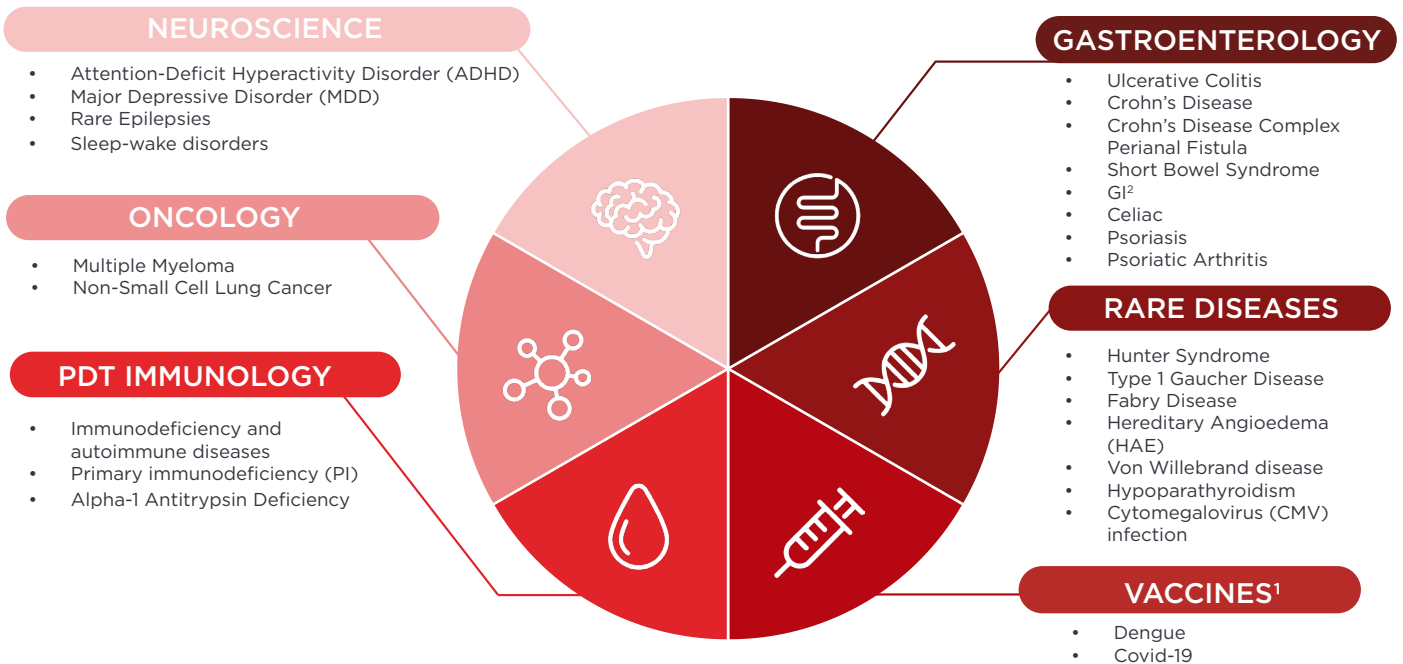 NEUROSCIENCE
• Attention-Deficit Hyperactivity Disorder (ADHD)
• Major Depressive Disorder (MDD)
• Rare Epilepsies
• Sleep-wake disorders
ONCOLOGY
• Multiple Myeloma
• Non-Small Cell Lung Cancer
PDT IMMUNOLOGY
• Immunodeficiency and
autoimmune diseases
• Primary immunodeficiency (PI)
• Alpha-1 Antitrypsin Deficiency
GASTROENTEROLOGY
• Ulcerative Colitis
• Crohn's Disease
• Crohn's Disease Complex
Perianal Fistula
• Short Bowel Syndrome
• GI²
• Celiac
• Psoriasis
• Psoriatic Arthritis
RARE DISEASES
• Hunter Syndrome
• Type 1 Gaucher Disease
• Fabry Disease
• Hereditary Angioedema
(HAE)
• Von Willebrand disease
• Hypoparathyroidism
• Cytomegalovirus (CMV)
infection
VACCINES¹
• Dengue
• Covid-19